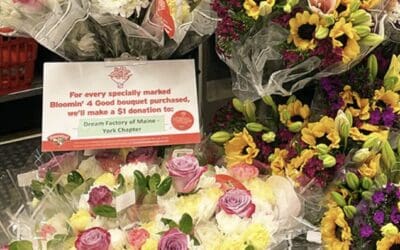 For every specially marked
Bloomin' 4 Good bouquet purchased,
we'll make a $1 donation to:
Dream Factory of Maine -
York Chapter